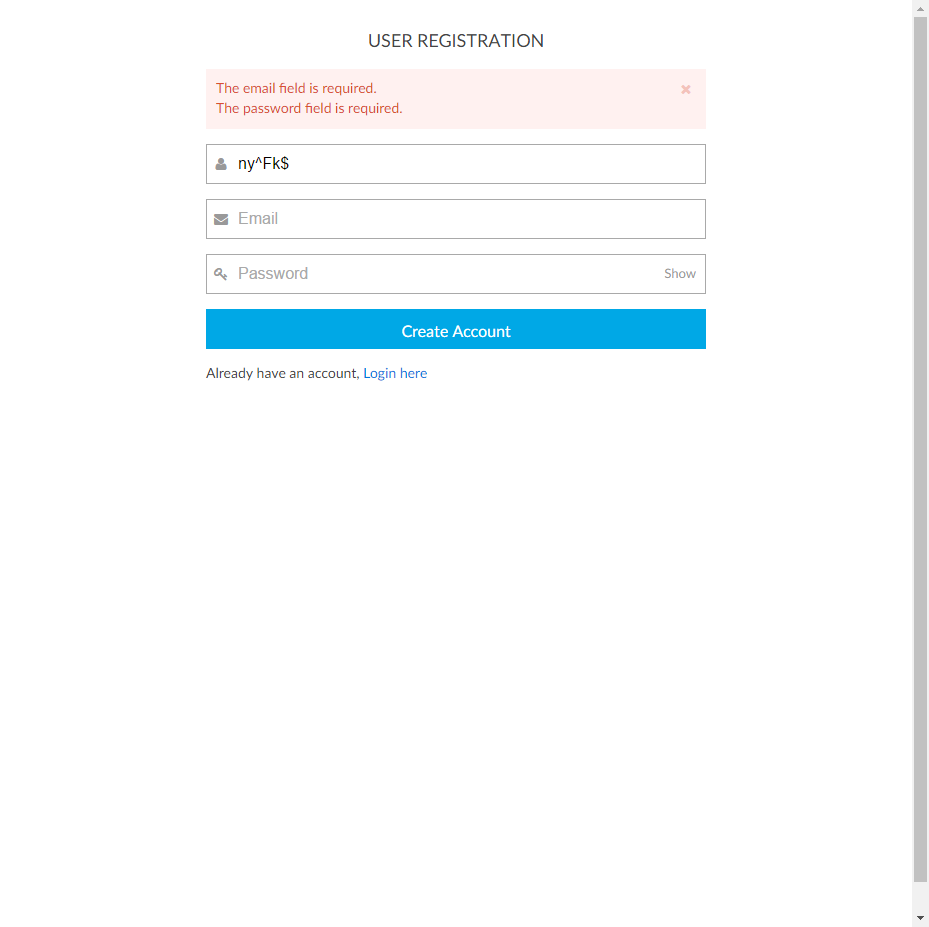 USER REGISTRATION
The email field is required.
The password field is required.
ny^Fk$
Email
Password Show
Create Account
Already have an account, Login here